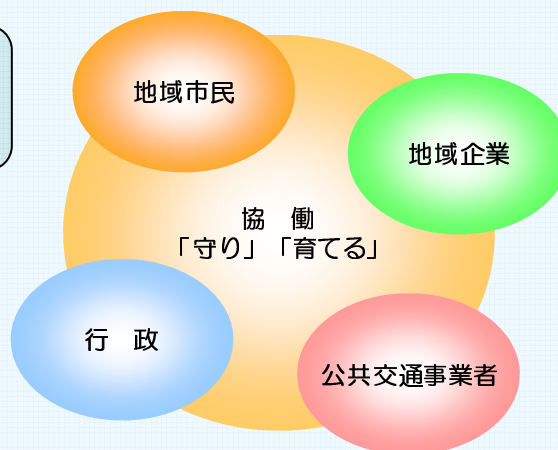 地域市民
地域企業
協　働
「守り」「育てる」
行　政
公共交通事業者